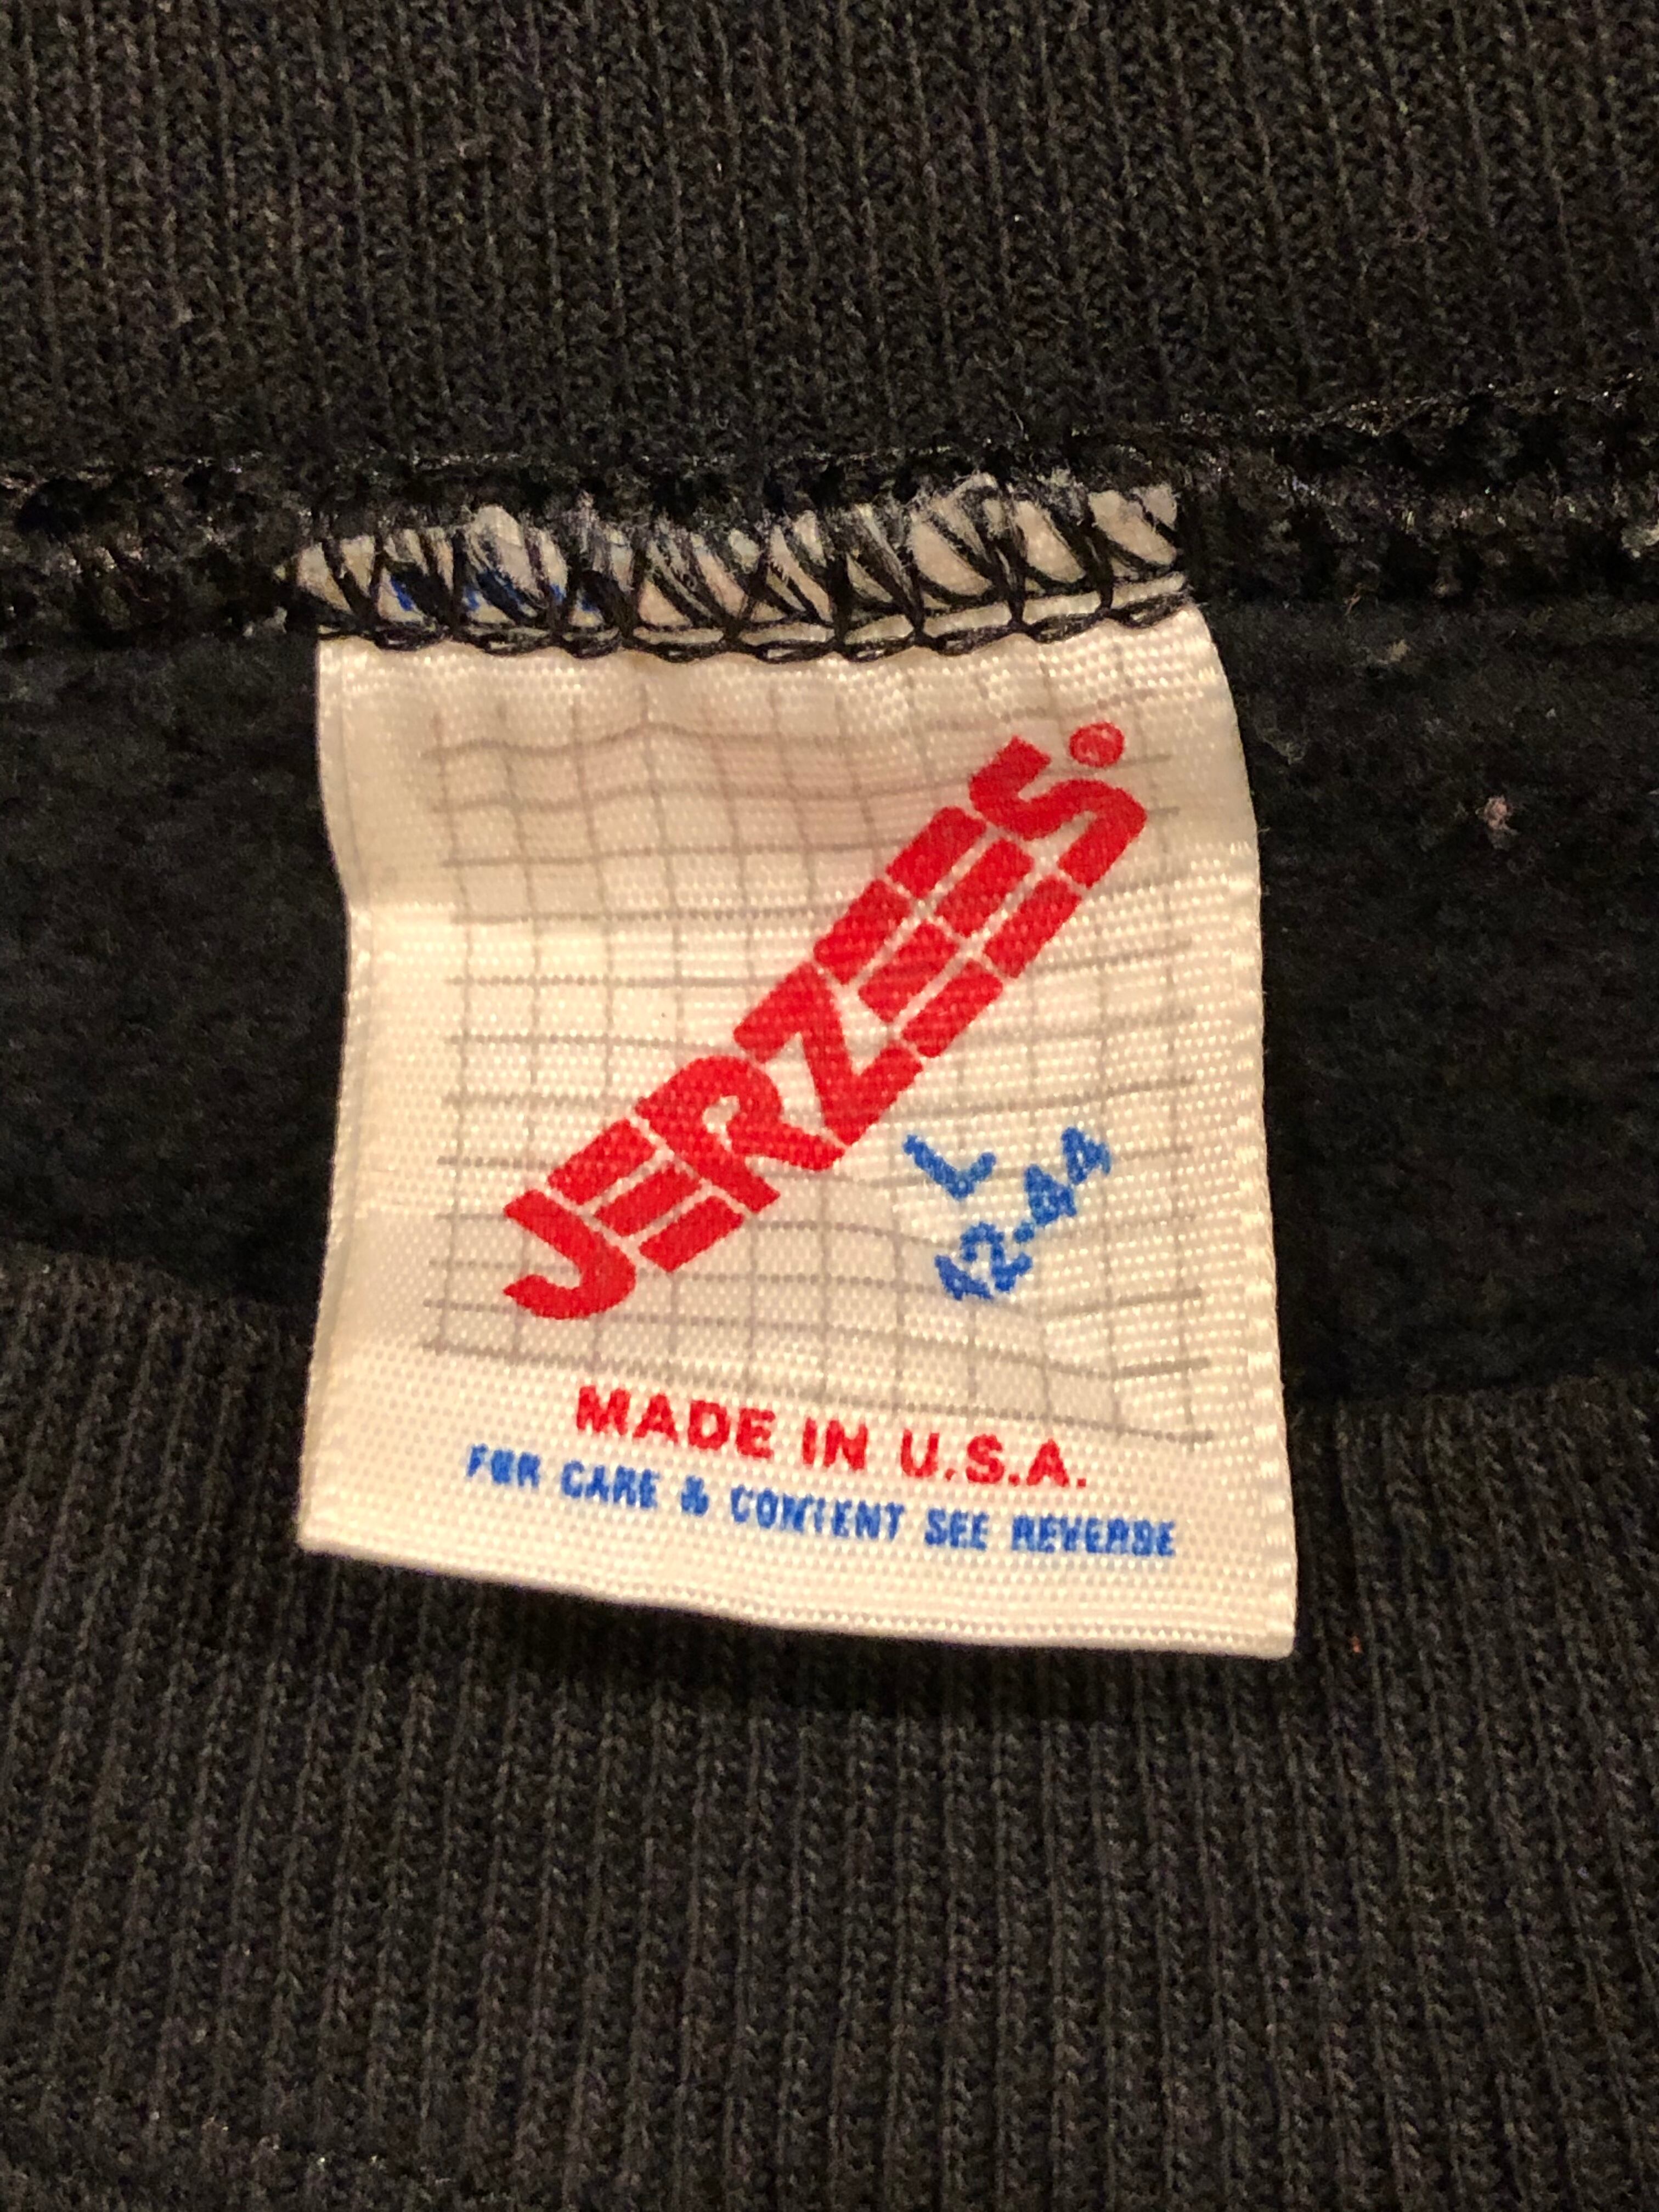 JERZEES®
L
42-44
MADE IN U.S.A.
FOR CARE & CONTENT SEE REVERSE